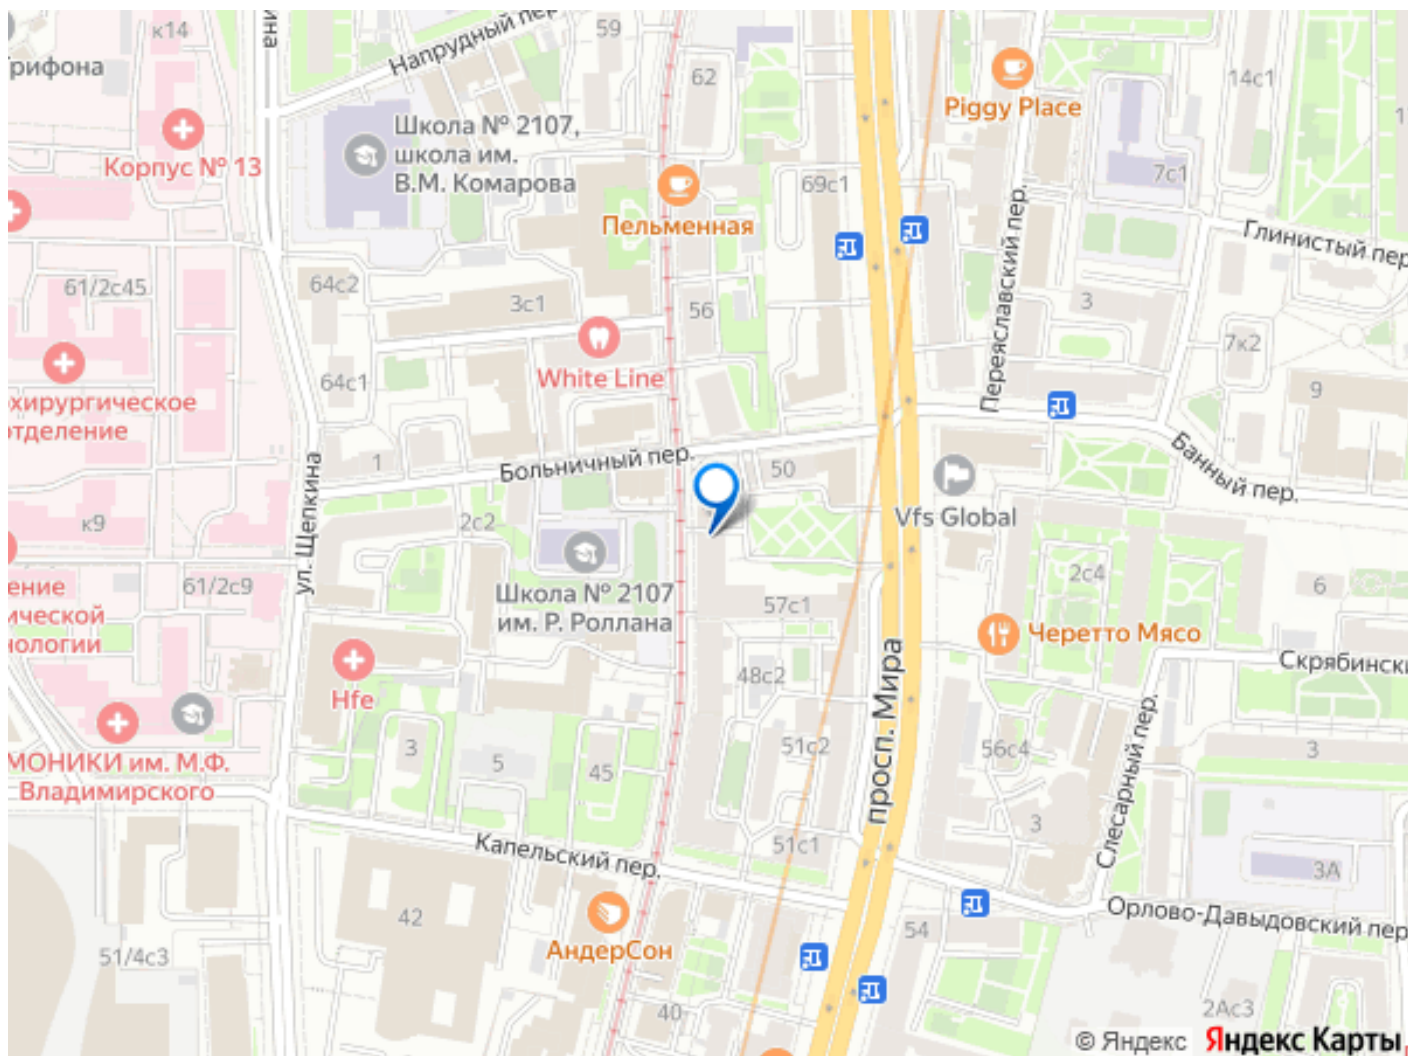 к14
ина
Напрудный пер.
59
рифона
62
Piggy Place
14с1
Школа № 2107,
школа им.
В.М. Комарова
Корпус № 13
7с1
69с1
Пельменная
Переяславский пер.
Глинистый пер
61/2с45
64с2
3с1
56
3
7к2
White Line
64с1
9
охирургическое
отделение
1
Больничный пер.
50
Банный пер.
к9
2с2
ул. Щепкина
Vfs Global
61/2с9
Школа № 2107
им. Р. Роллана
57с1
2с4
6
ение
ической
нологии
Черетто Мясо
Скрябински
Hfe
48с2
просп. Мира
3
5
45
51с2
56с4
3
МОНИКИ им. М.Ф.
Владимирского
Слесарный пер.
3
Капельский пер.
51с1
3А
42
54
Орлово-Давыдовский пер
АндерСон
51/4с3
40
2Ас3
© Яндекс Яндекс Карты